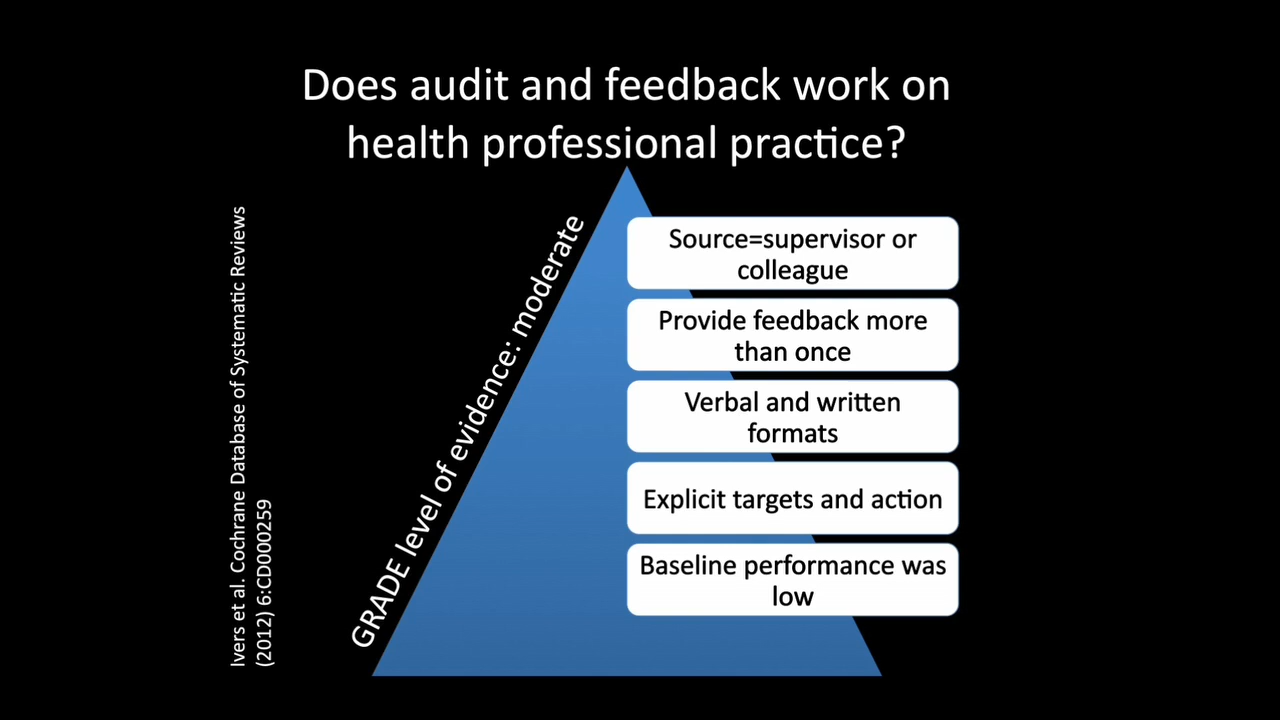 Does audit and feedback work on
health professional practice?
Ivers et al. Cochrane Database of Systematic Reviews
(2012) 6:CD000259
GRADE level of evidence: moderate
Source=supervisor or
colleague
Provide feedback more
than once
Verbal and written
formats
Explicit targets and action
Baseline performance was
low